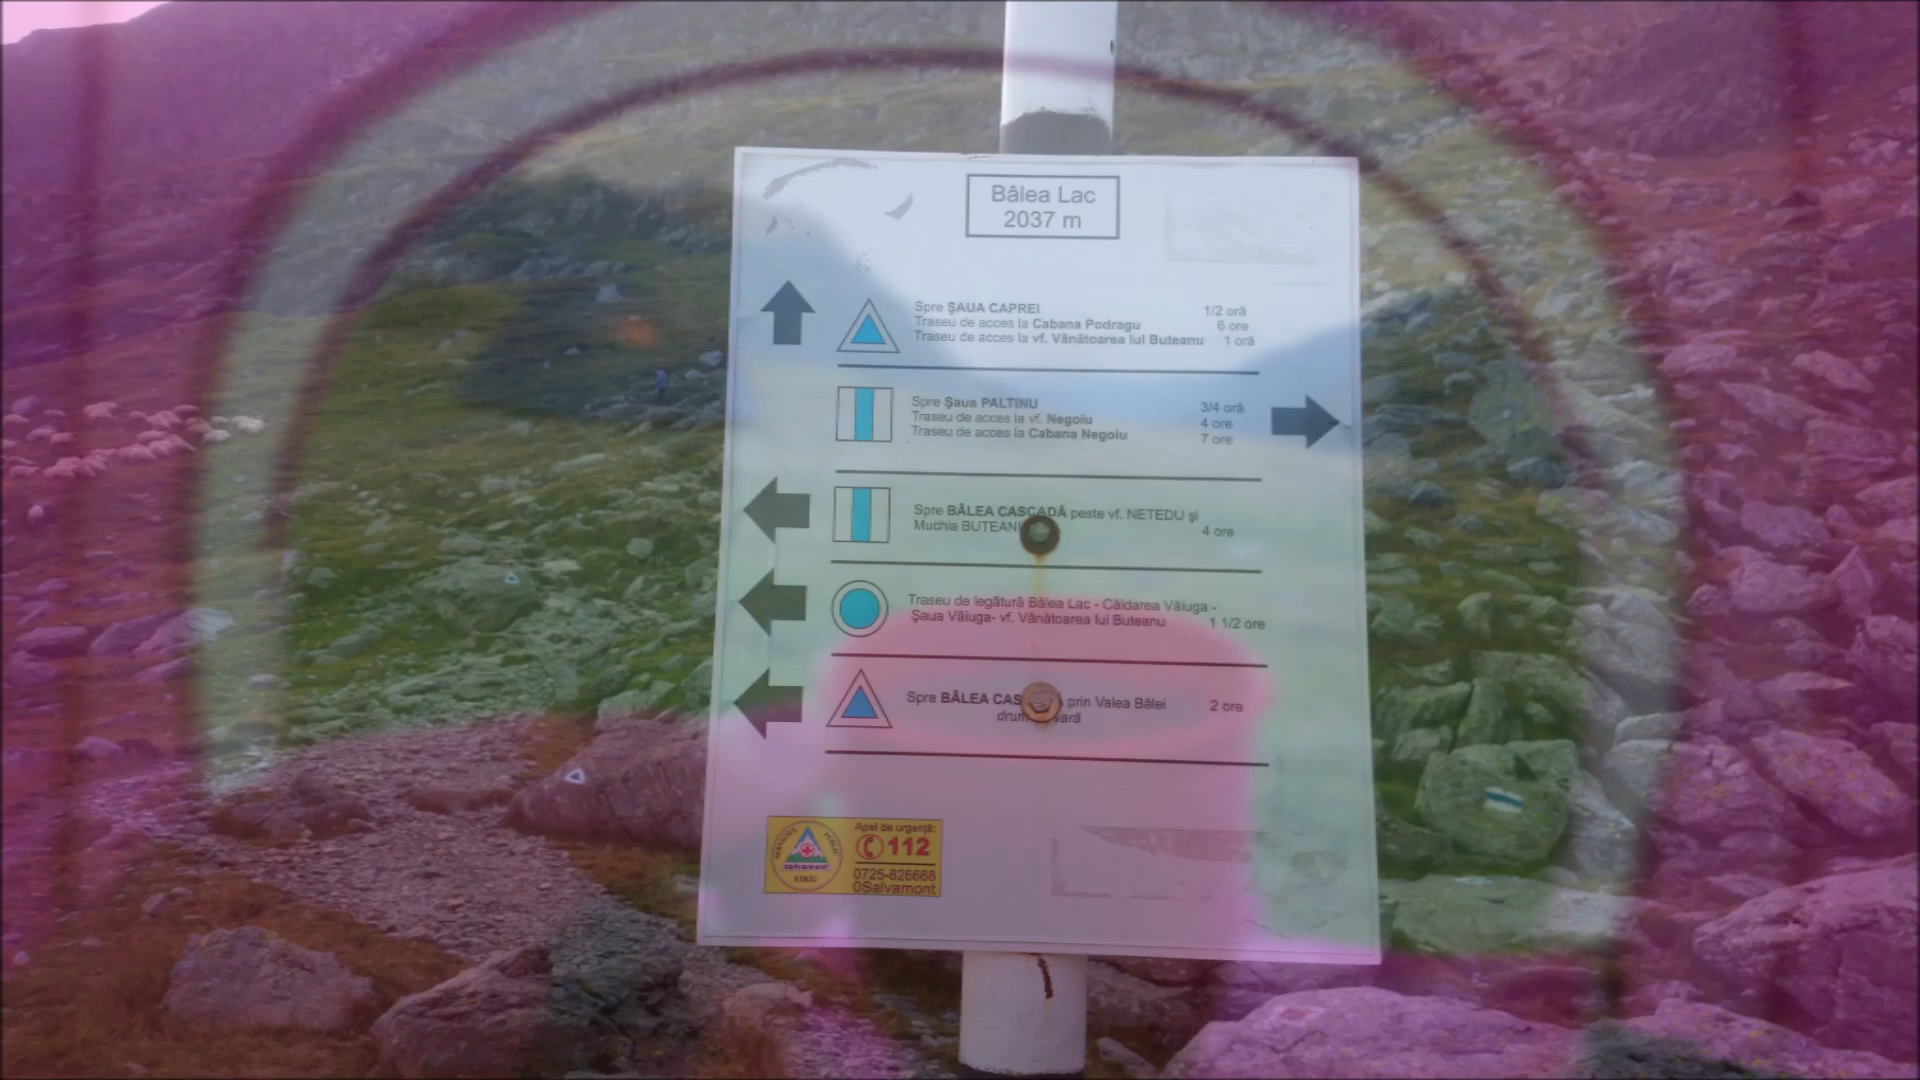 Bâlea Lac
2037 m
Spre ŞAUA CAPREI 1/2 oră
Traseu de acces la Cabana Podragu 6 ore
Traseu de acces la vf. Vânătoarea lui Buteanu 1 oră
Spre Şaua PALTINU 3/4 oră
Traseu de acces la vf. Negoiu 4 ore
Traseu de acces la Cabana Negoiu 7 ore
Spre BÂLEA CASCADĂ peste vf. NETEDU şi
Muchia 4 ore
Traseu de legătură Bâlea Lac - Căldarea Văiuga -
Şaua Văiuga- vf. Vânătoarea lui Buteanu 1 1/2 ore
Spre BÂLEA prin Valea Bâlei 2 ore
Apel de urgenţă:
112
0725-826668
0Salvamont
salvamont